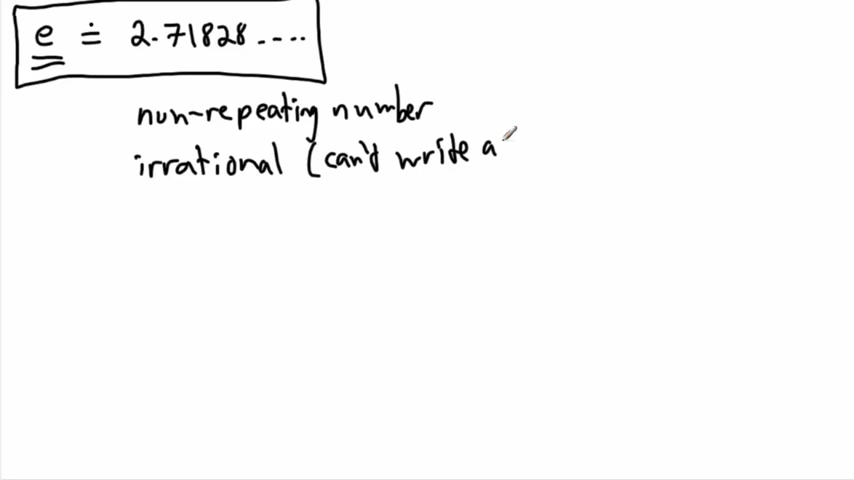 e ≐ 2.71828....
non-repeating number
irrational (can't write a